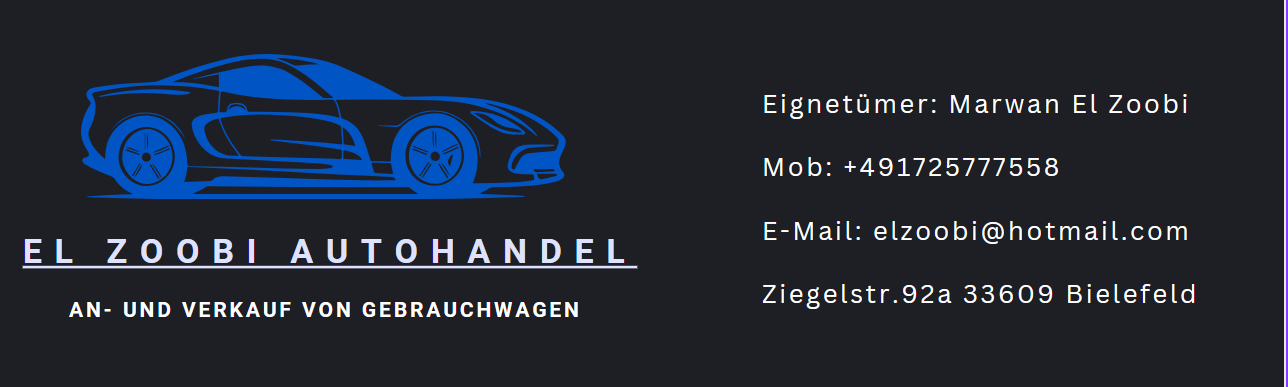 EL ZOOBI AUTOHANDEL
AN- UND VERKAUF VON GEBRAUCHWAGEN
Eignetümer: Marwan El Zoobi
Mob: +491725777558
E-Mail: elzoobi@hotmail.com
Ziegelstr.92a 33609 Bielefeld